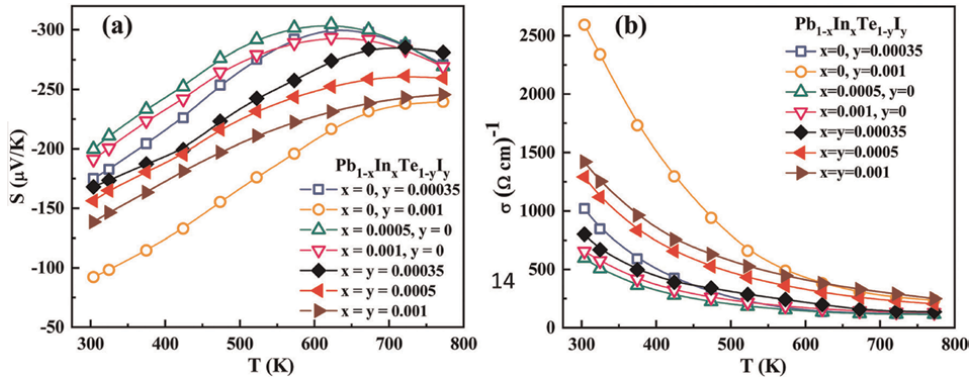 (a)
S (μV/K)
-300
-250
-200
-150
-100
-50
300 400 500 600 700 800
T (K)
Pb₁₋ₓInₓTe₁₋ᵧIᵧ
x = 0, y = 0.00035
x = 0, y = 0.001
x = 0.0005, y = 0
x = 0.001, y = 0
x = y = 0.00035
x = y = 0.0005
x = y = 0.001
(b)
σ (Ω cm)⁻¹
2500
2000
1500
1000
500
0
300 400 500 600 700 800
T (K)
Pb₁₋ₓInₓTe₁₋ᵧIᵧ
x=0, y=0.00035
x=0, y=0.001
x=0.0005, y=0
x=0.001, y=0
x=y=0.00035
x=y=0.0005
x=y=0.001
14